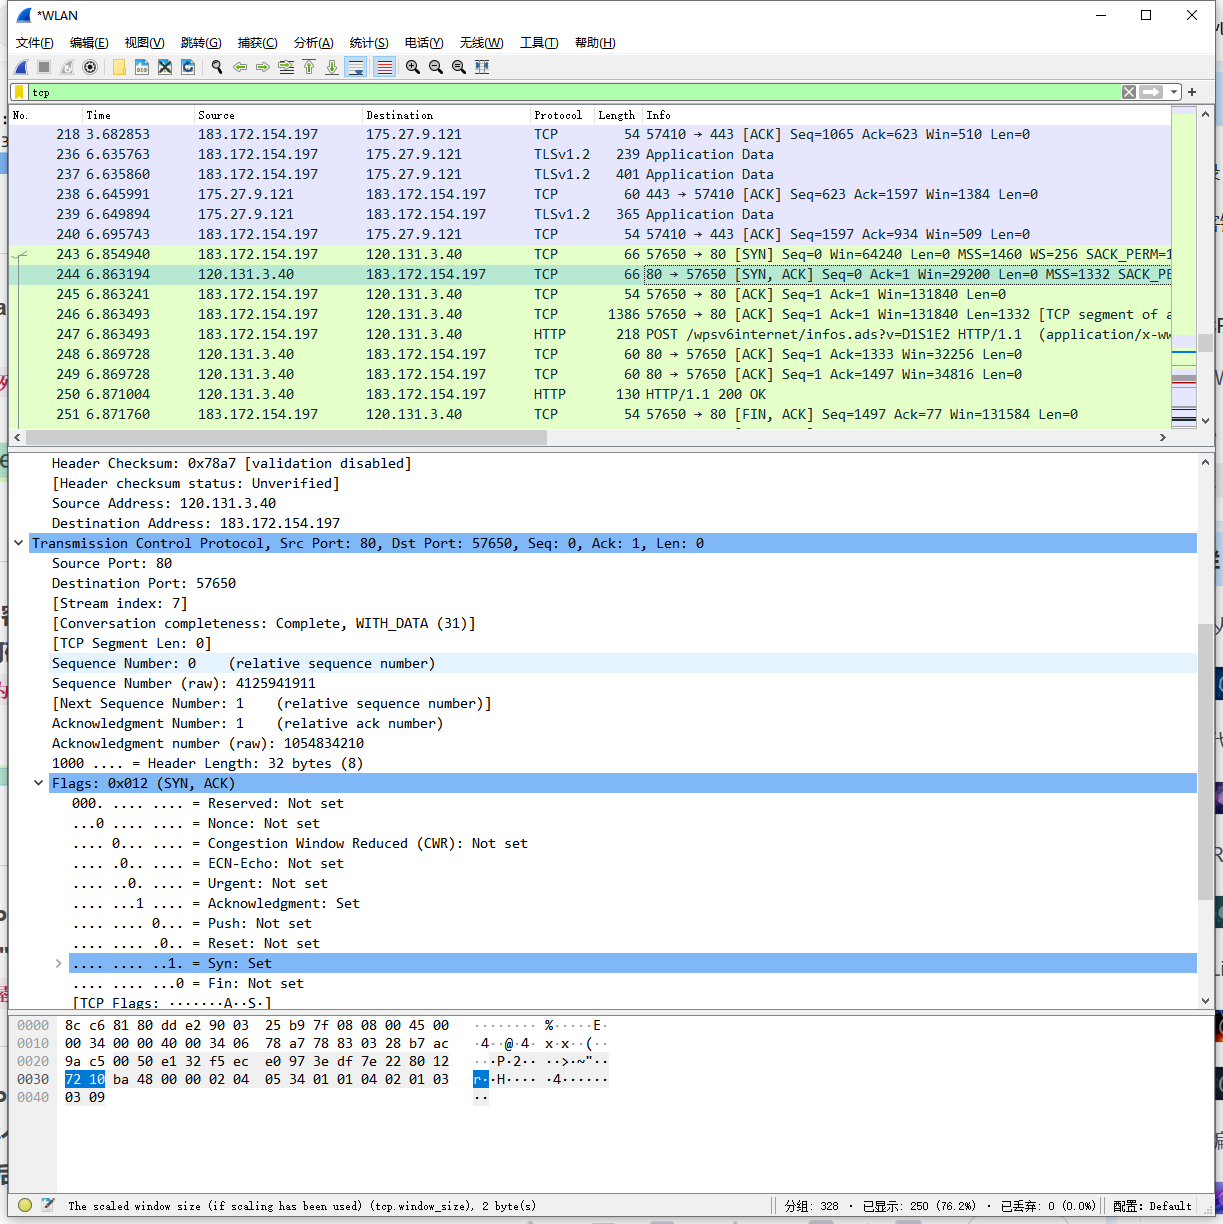 *WLAN
文件(F) 编辑(E) 视图(V) 跳转(G) 捕获(C) 分析(A) 统计(S) 电话(Y) 无线(W) 工具(T) 帮助(H)
tcp
No. Time Source Destination Protocol Length Info
218 3.682853 183.172.154.197 175.27.9.121 TCP 54 57410 → 443 [ACK] Seq=1065 Ack=623 Win=510 Len=0
236 6.635763 183.172.154.197 175.27.9.121 TLSv1.2 239 Application Data
237 6.635860 183.172.154.197 175.27.9.121 TLSv1.2 401 Application Data
238 6.645991 175.27.9.121 183.172.154.197 TCP 60 443 → 57410 [ACK] Seq=623 Ack=1597 Win=1384 Len=0
239 6.649894 175.27.9.121 183.172.154.197 TLSv1.2 365 Application Data
240 6.695743 183.172.154.197 175.27.9.121 TCP 54 57410 → 443 [ACK] Seq=1597 Ack=934 Win=509 Len=0
243 6.854940 183.172.154.197 120.131.3.40 TCP 66 57650 → 80 [SYN] Seq=0 Win=64240 Len=0 MSS=1460 WS=256 SACK_PERM=1
244 6.863194 120.131.3.40 183.172.154.197 TCP 66 80 → 57650 [SYN, ACK] Seq=0 Ack=1 Win=29200 Len=0 MSS=1332 SACK_PE
245 6.863241 183.172.154.197 120.131.3.40 TCP 54 57650 → 80 [ACK] Seq=1 Ack=1 Win=131840 Len=0
246 6.863493 183.172.154.197 120.131.3.40 TCP 1386 57650 → 80 [ACK] Seq=1 Ack=1 Win=131840 Len=1332 [TCP segment of a
247 6.863493 183.172.154.197 120.131.3.40 HTTP 218 POST /wpsv6internet/infos.ads?v=D1S1E2 HTTP/1.1  (application/x-ww
248 6.869728 120.131.3.40 183.172.154.197 TCP 60 80 → 57650 [ACK] Seq=1 Ack=1333 Win=32256 Len=0
249 6.869728 120.131.3.40 183.172.154.197 TCP 60 80 → 57650 [ACK] Seq=1 Ack=1497 Win=34816 Len=0
250 6.871004 120.131.3.40 183.172.154.197 HTTP 130 HTTP/1.1 200 OK
251 6.871760 183.172.154.197 120.131.3.40 TCP 54 57650 → 80 [FIN, ACK] Seq=1497 Ack=77 Win=131584 Len=0
Header Checksum: 0x78a7 [validation disabled]
[Header checksum status: Unverified]
Source Address: 120.131.3.40
Destination Address: 183.172.154.197
Transmission Control Protocol, Src Port: 80, Dst Port: 57650, Seq: 0, Ack: 1, Len: 0
Source Port: 80
Destination Port: 57650
[Stream index: 7]
[Conversation completeness: Complete, WITH_DATA (31)]
[TCP Segment Len: 0]
Sequence Number: 0    (relative sequence number)
Sequence Number (raw): 4125941911
[Next Sequence Number: 1    (relative sequence number)]
Acknowledgment Number: 1    (relative ack number)
Acknowledgment number (raw): 1054834210
1000 .... = Header Length: 32 bytes (8)
Flags: 0x012 (SYN, ACK)
000. .... .... = Reserved: Not set
...0 .... .... = Nonce: Not set
.... 0... .... = Congestion Window Reduced (CWR): Not set
.... .0.. .... = ECN-Echo: Not set
.... ..0. .... = Urgent: Not set
.... ...1 .... = Acknowledgment: Set
.... .... 0... = Push: Not set
.... .... .0.. = Reset: Not set
.... .... ..1. = Syn: Set
.... .... ...0 = Fin: Not set
[TCP Flags: ·······A··S·]
0000 8c c6 81 80 dd e2 90 03 25 b9 7f 08 08 00 45 00 ········ %·····E·
0010 00 34 00 00 40 00 34 06 78 a7 78 83 03 28 b7 ac ·4··@·4· x·x··(··
0020 9a c5 00 50 e1 32 f5 ec e0 97 3e df 7e 22 80 12 ···P·2·· ··>·~"··
0030 72 10 ba 48 00 00 02 04 05 34 01 01 04 02 01 03 r··H···· ·4······
0040 03 09 ··
The scaled window size (if scaling has been used) (tcp.window_size), 2 byte(s) 分组: 328 · 已显示: 250 (76.2%) · 已丢弃: 0 (0.0%) 配置: Default